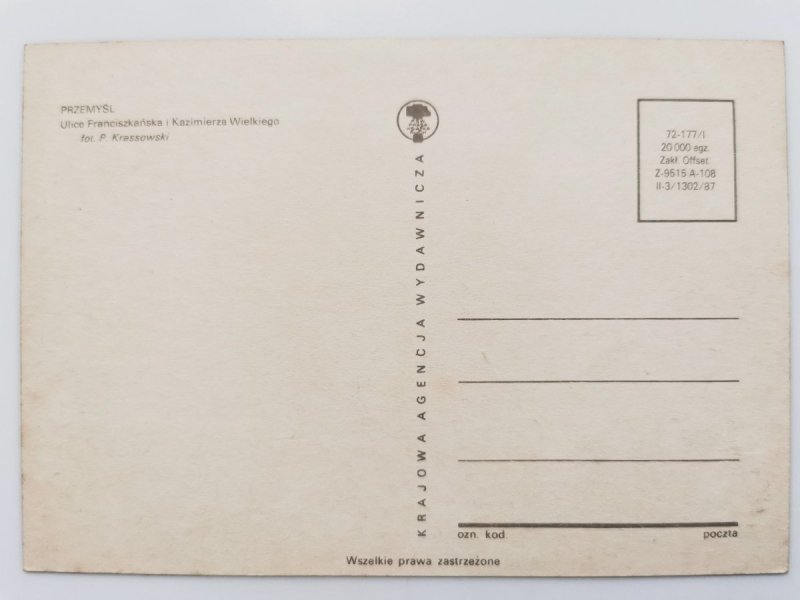 PRZEMYŚL
Ulice Franciszkańska i Kazimierza Wielkiego
fot. P. Krassowski
KRAJOWA AGENCJA WYDAWNICZA
72-177/I
20 000 egz.
Zakł. Offset.
Z-9515 A-108
II-3/1302/87
ozn. kod.
poczta
Wszelkie prawa zastrzeżone